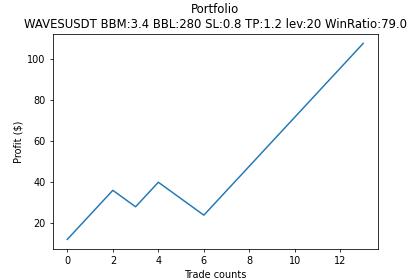 Portfolio
WAVESUSDT BBM:3.4 BBL:280 SL:0.8 TP:1.2 lev:20 WinRatio:79.0
Profit ($)
100
80
60
40
20
0 2 4 6 8 10 12
Trade counts